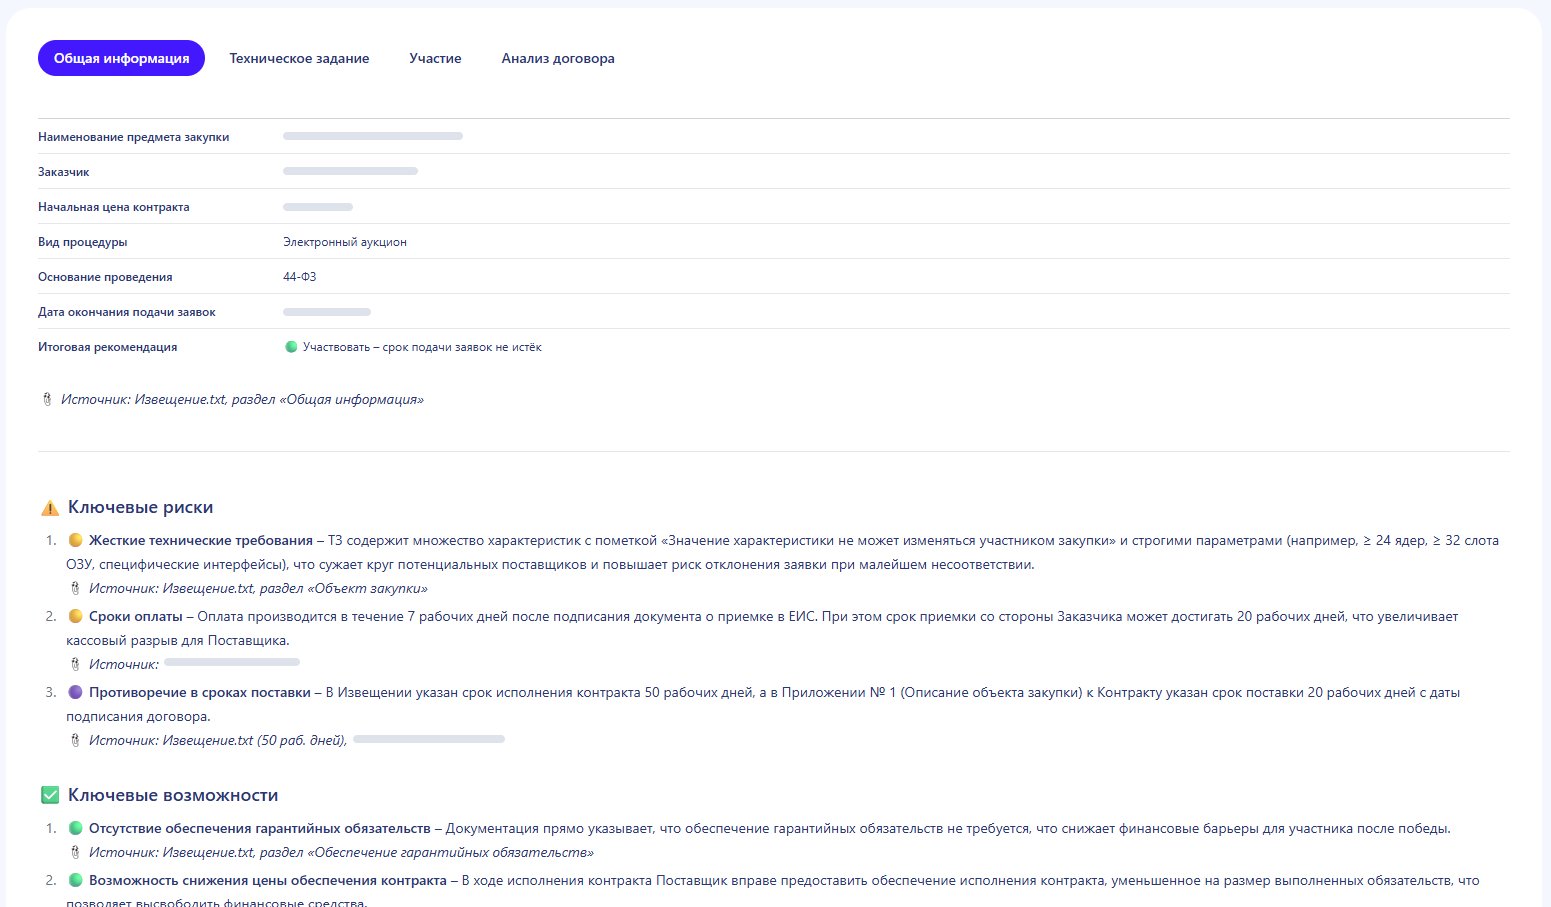 Общая информация Техническое задание Участие Анализ договора
Наименование предмета закупки
Заказчик
Начальная цена контракта
Вид процедуры Электронный аукцион
Основание проведения 44-ФЗ
Дата окончания подачи заявок
Итоговая рекомендация Участвовать – срок подачи заявок не истёк
Источник: Извещение.txt, раздел «Общая информация»
Ключевые риски
1. Жесткие технические требования – ТЗ содержит множество характеристик с пометкой «Значение характеристики не может изменяться участником закупки» и строгими параметрами (например, ≥ 24 ядер, ≥ 32 слота
ОЗУ, специфические интерфейсы), что сужает круг потенциальных поставщиков и повышает риск отклонения заявки при малейшем несоответствии.
Источник: Извещение.txt, раздел «Объект закупки»
2. Сроки оплаты – Оплата производится в течение 7 рабочих дней после подписания документа о приемке в ЕИС. При этом срок приемки со стороны Заказчика может достигать 20 рабочих дней, что увеличивает
кассовый разрыв для Поставщика.
Источник:
3. Противоречие в сроках поставки – В Извещении указан срок исполнения контракта 50 рабочих дней, а в Приложении № 1 (Описание объекта закупки) к Контракту указан срок поставки 20 рабочих дней с даты
подписания договора.
Источник: Извещение.txt (50 раб. дней),
Ключевые возможности
1. Отсутствие обеспечения гарантийных обязательств – Документация прямо указывает, что обеспечение гарантийных обязательств не требуется, что снижает финансовые барьеры для участника после победы.
Источник: Извещение.txt, раздел «Обеспечение гарантийных обязательств»
2. Возможность снижения цены обеспечения контракта – В ходе исполнения контракта Поставщик вправе предоставить обеспечение исполнения контракта, уменьшенное на размер выполненных обязательств, что
позволяет высвободить финансовые средства.